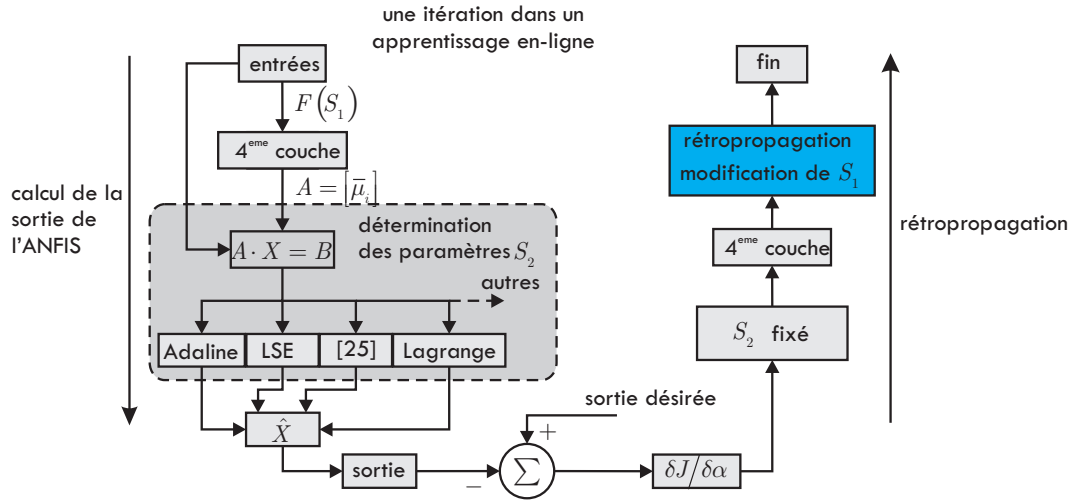 une itération dans un
apprentissage en-ligne
entrées
F(S₁)
4ᵉᵐᵉ couche
A = [μ̄ᵢ]
calcul de la
sortie de
l'ANFIS
détermination
des paramètres S₂
A · X = B
autres
Adaline
LSE
[25]
Lagrange
X̂
sortie
sortie désirée
+
−
∑
δJ/δα
S₂ fixé
4ᵉᵐᵉ couche
rétropropagation
modification de S₁
fin
rétropropagation